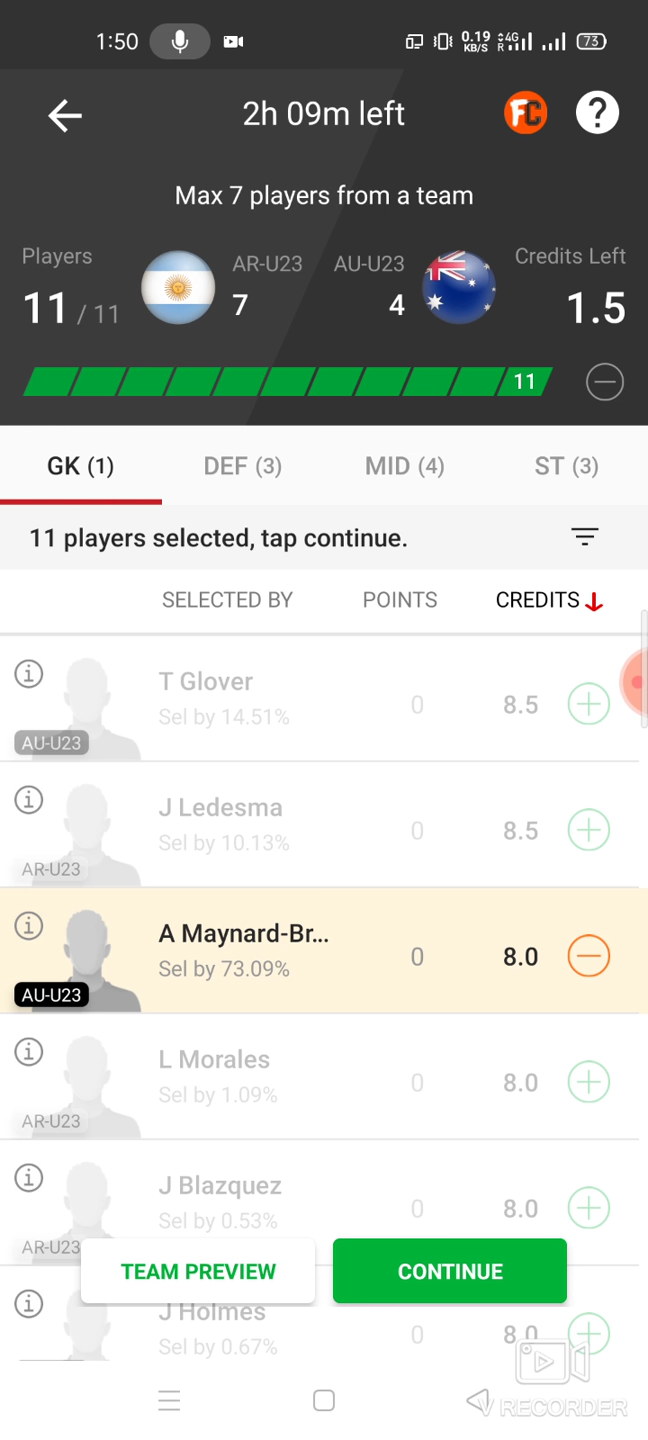 1:50
0.19 KB/S 4G R 73
2h 09m left
FC ?
Max 7 players from a team
Players AR-U23 AU-U23 Credits Left
11 / 11 7 4 1.5
11
GK (1) DEF (3) MID (4) ST (3)
11 players selected, tap continue.
SELECTED BY POINTS CREDITS
T Glover
Sel by 14.51% 0 8.5
AU-U23
J Ledesma
Sel by 10.13% 0 8.5
AR-U23
A Maynard-Br...
Sel by 73.09% 0 8.0
AU-U23
L Morales
Sel by 1.09% 0 8.0
AR-U23
J Blazquez
Sel by 0.53% 0 8.0
AR-U23
TEAM PREVIEW CONTINUE
J Holmes
Sel by 0.67% 0 8.0
V RECORDER